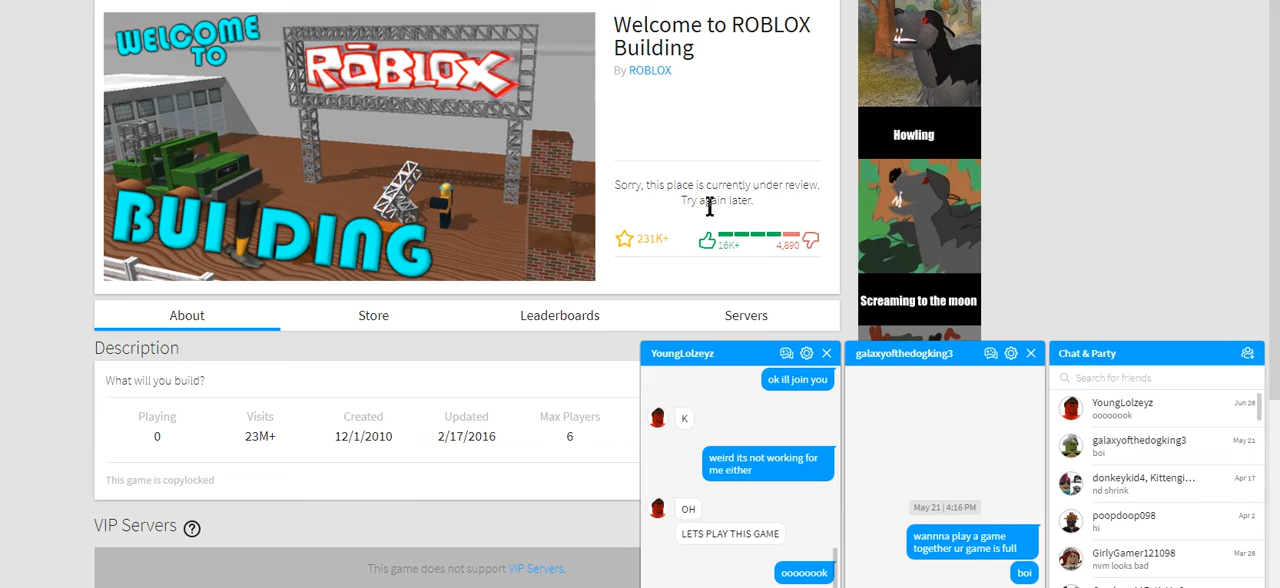 WELCOME
TO
ROBLOX
BUILDING
Welcome to ROBLOX
Building
By ROBLOX
Sorry, this place is currently under review.
Try again later.
231K+
16K+
4,890
Howling
Screaming to the moon
About
Store
Leaderboards
Servers
Description
What will you build?
Playing
Visits
Created
Updated
Max Players
0
23M+
12/1/2010
2/17/2016
6
This game is copylocked
VIP Servers ?
This game does not support VIP Servers.
YoungLolzeyz
ok ill join you
K
weird its not working for
me either
OH
LETS PLAY THIS GAME
oooooook
galaxyofthedogking3
May 21 | 4:16 PM
wannna play a game
together ur game is full
boi
Chat & Party
Search for friends
YoungLolzeyz
Jun 26
oooooook
galaxyofthedogking3
May 21
boi
donkeykid4, Kittengi...
Apr 17
nd shrink
poopdoop098
Apr 2
hi
GirlyGamer121098
Mar 26
nvm looks bad